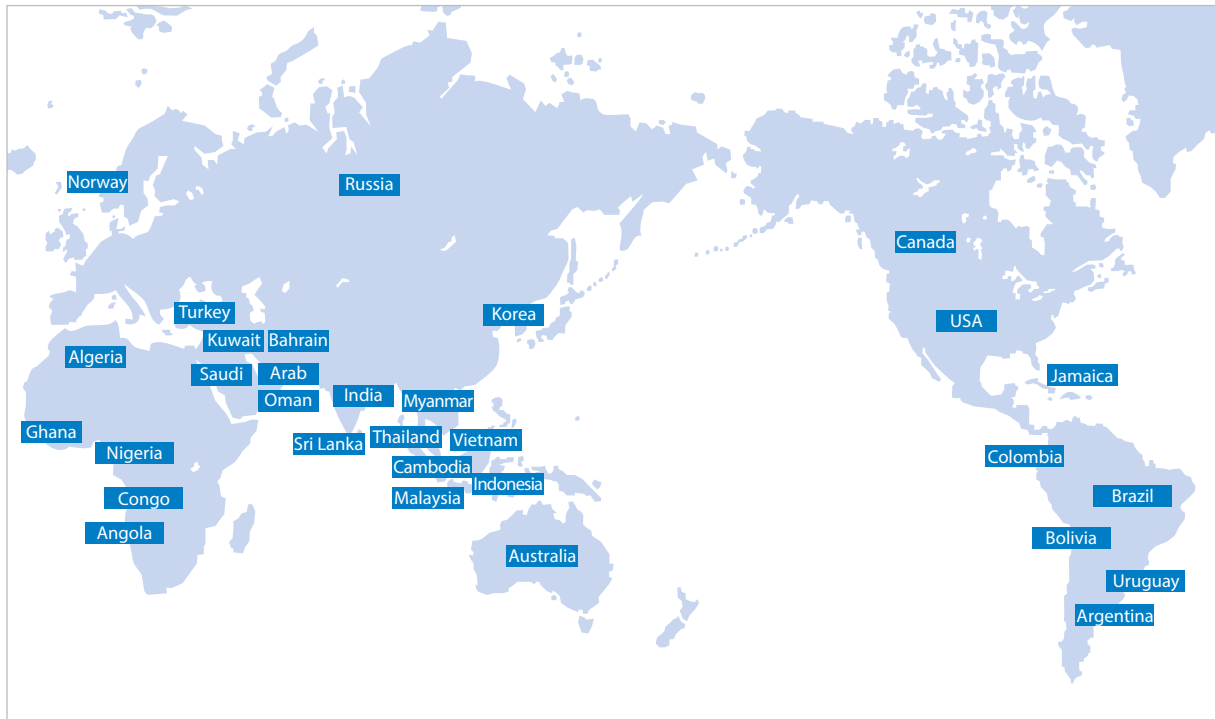 Norway
Russia
Canada
Turkey
Korea
USA
Kuwait
Bahrain
Algeria
Saudi
Arab
Jamaica
India
Oman
Myanmar
Ghana
Thailand
Vietnam
Sri Lanka
Nigeria
Colombia
Cambodia
Indonesia
Congo
Malaysia
Brazil
Angola
Bolivia
Australia
Uruguay
Argentina